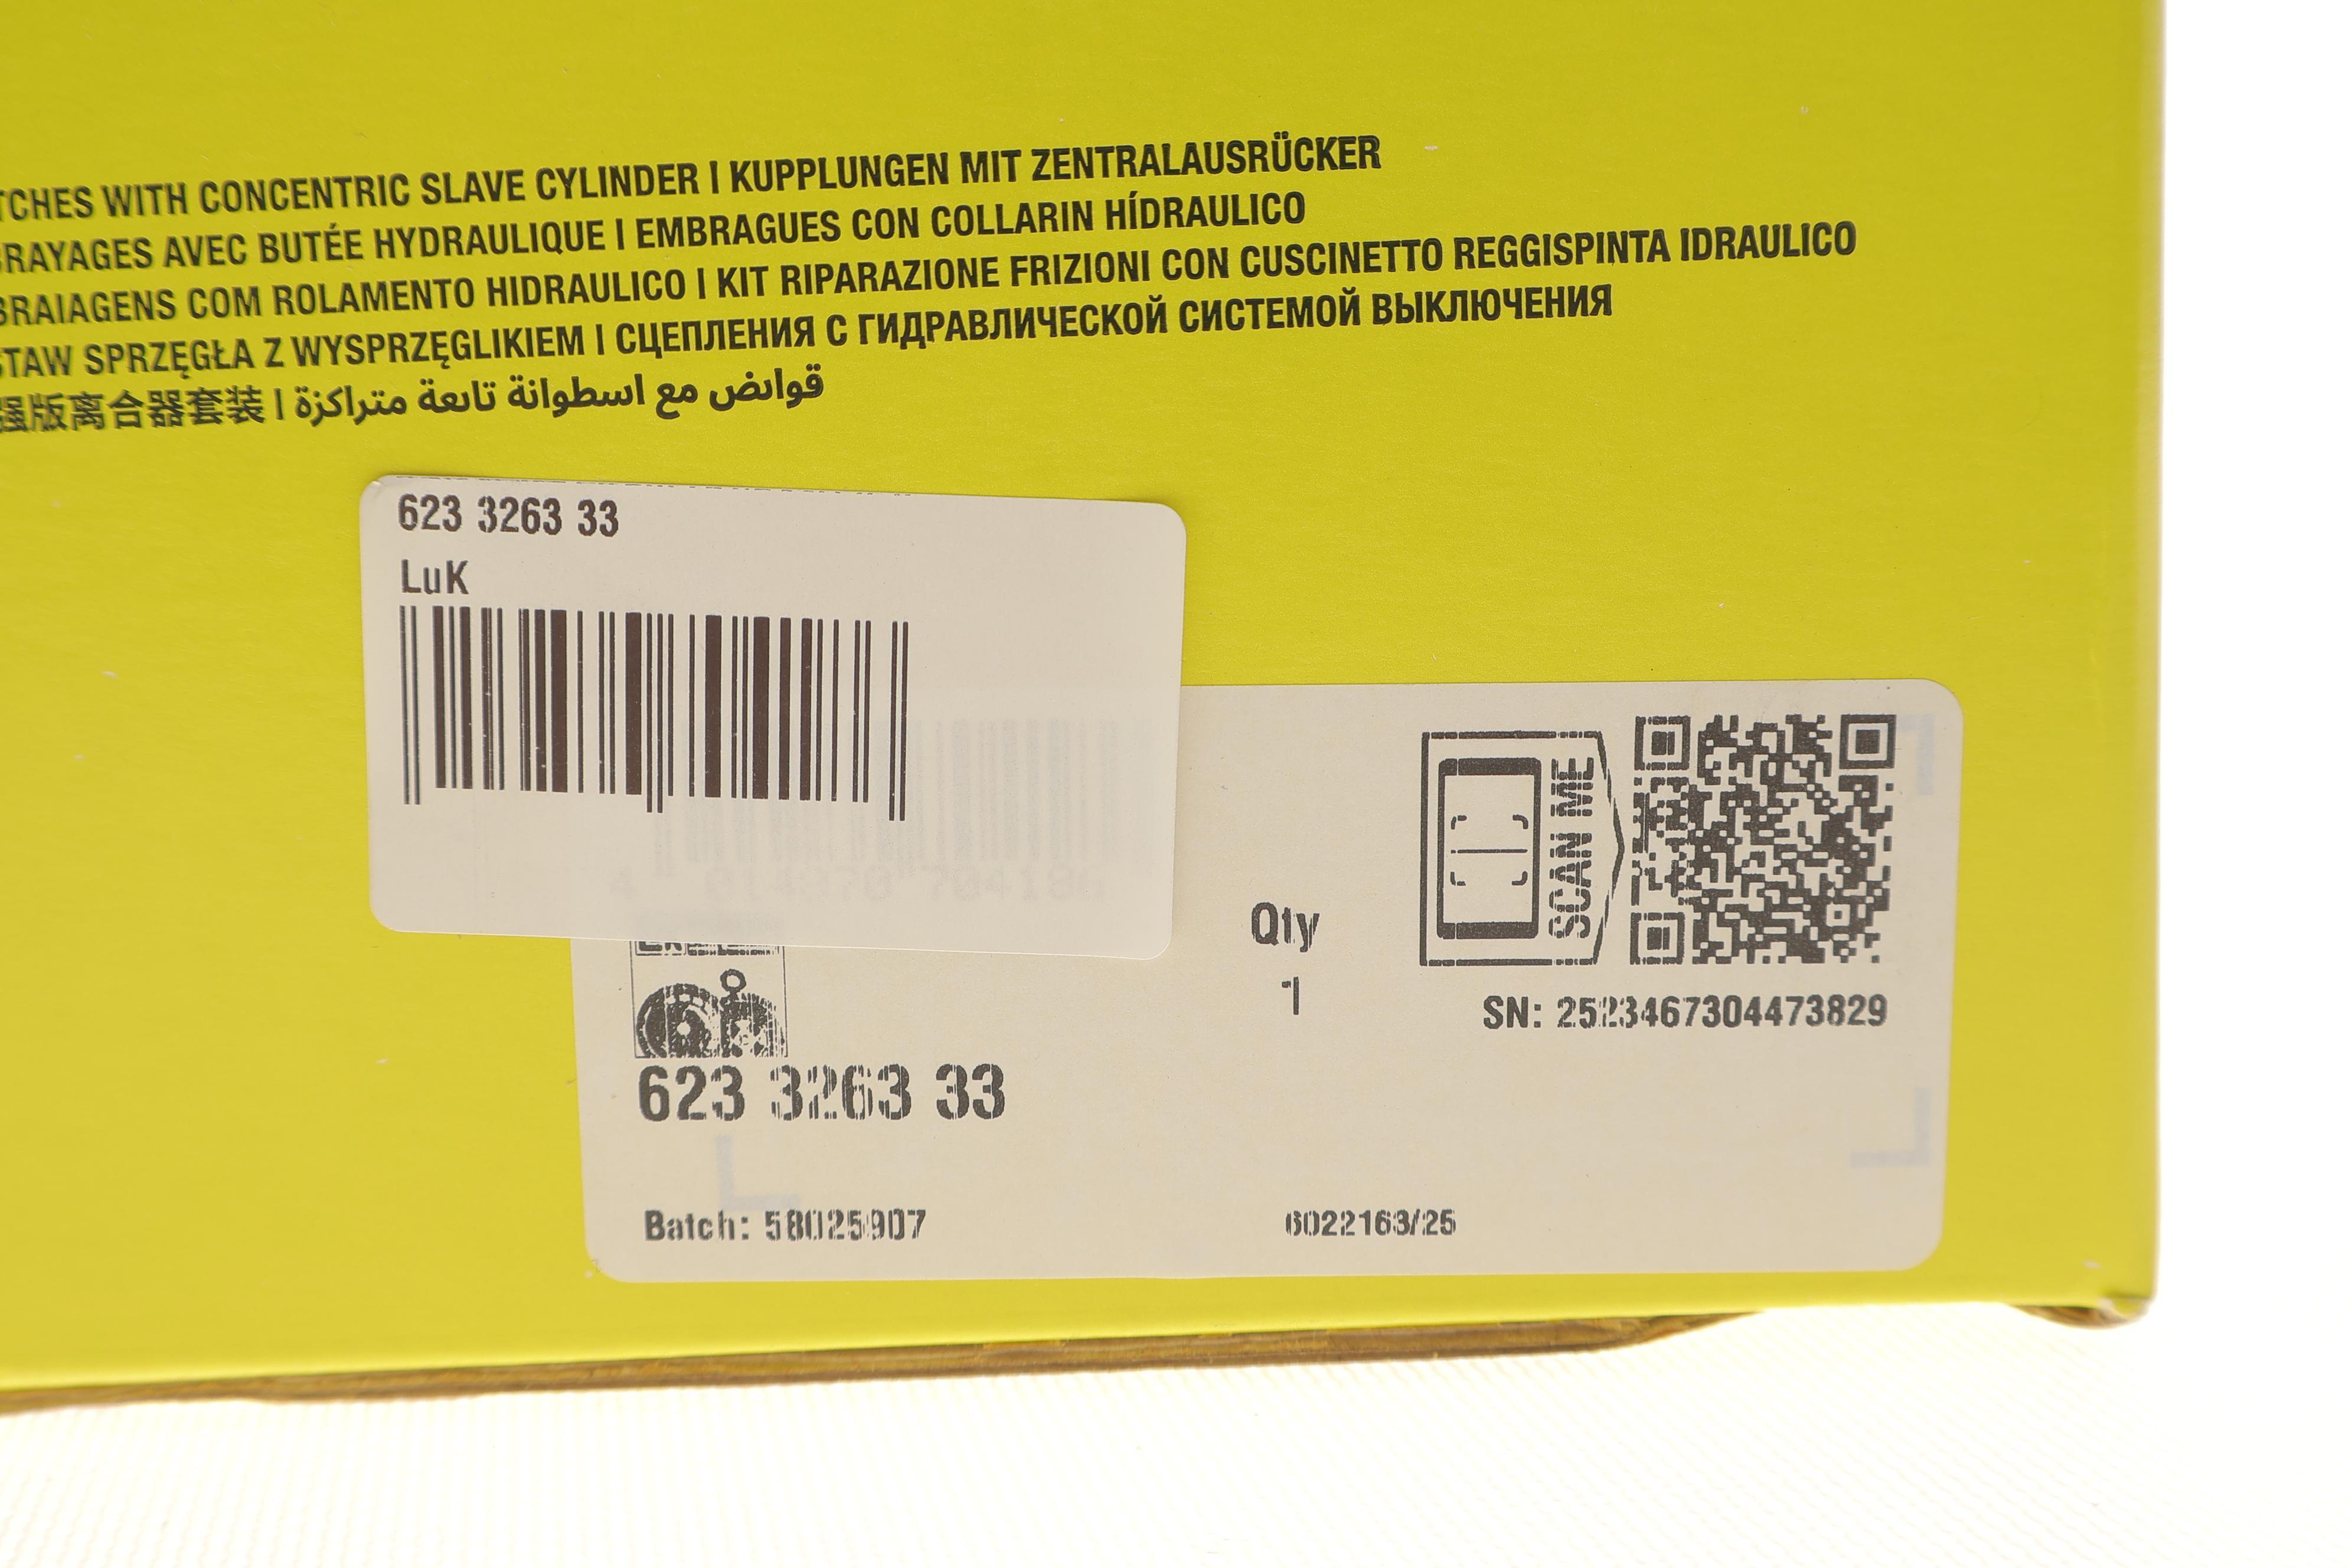 TCHES WITH CONCENTRIC SLAVE CYLINDER I KUPPLUNGEN MIT ZENTRALAUSRÜCKER
BRAYAGES AVEC BUTÉE HYDRAULIQUE I EMBRAGUES CON COLLARIN HÍDRAULICO
BRAIAGENS COM ROLAMENTO HIDRAULICO I KIT RIPARAZIONE FRIZIONI CON CUSCINETTO REGGISPINTA IDRAULICO
STAW SPRZĘGŁA Z WYSPRZĘGLIKIEM I СЦЕПЛЕНИЯ С ГИДРАВЛИЧЕСКОЙ СИСТЕМОЙ ВЫКЛЮЧЕНИЯ
强版离合器套装 I قوابض مع اسطوانة تابعة متراكزة
623 3263 33
LuK
SCAN ME
Qty
1
SN: 2523467304473829
623 3263 33
Batch: 58025907
6022163/25